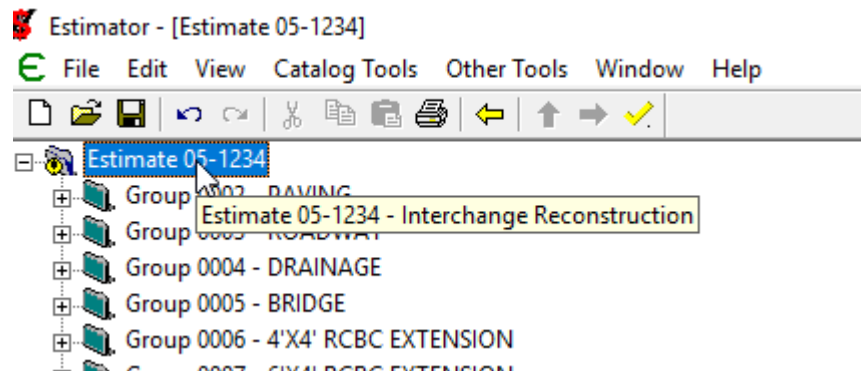 Estimator - [Estimate 05-1234]
File Edit View Catalog Tools Other Tools Window Help
Estimate 05-1234
Group PAVING
Estimate 05-1234 - Interchange Reconstruction
Group ROADWAY
Group 0004 - DRAINAGE
Group 0005 - BRIDGE
Group 0006 - 4'X4' RCBC EXTENSION